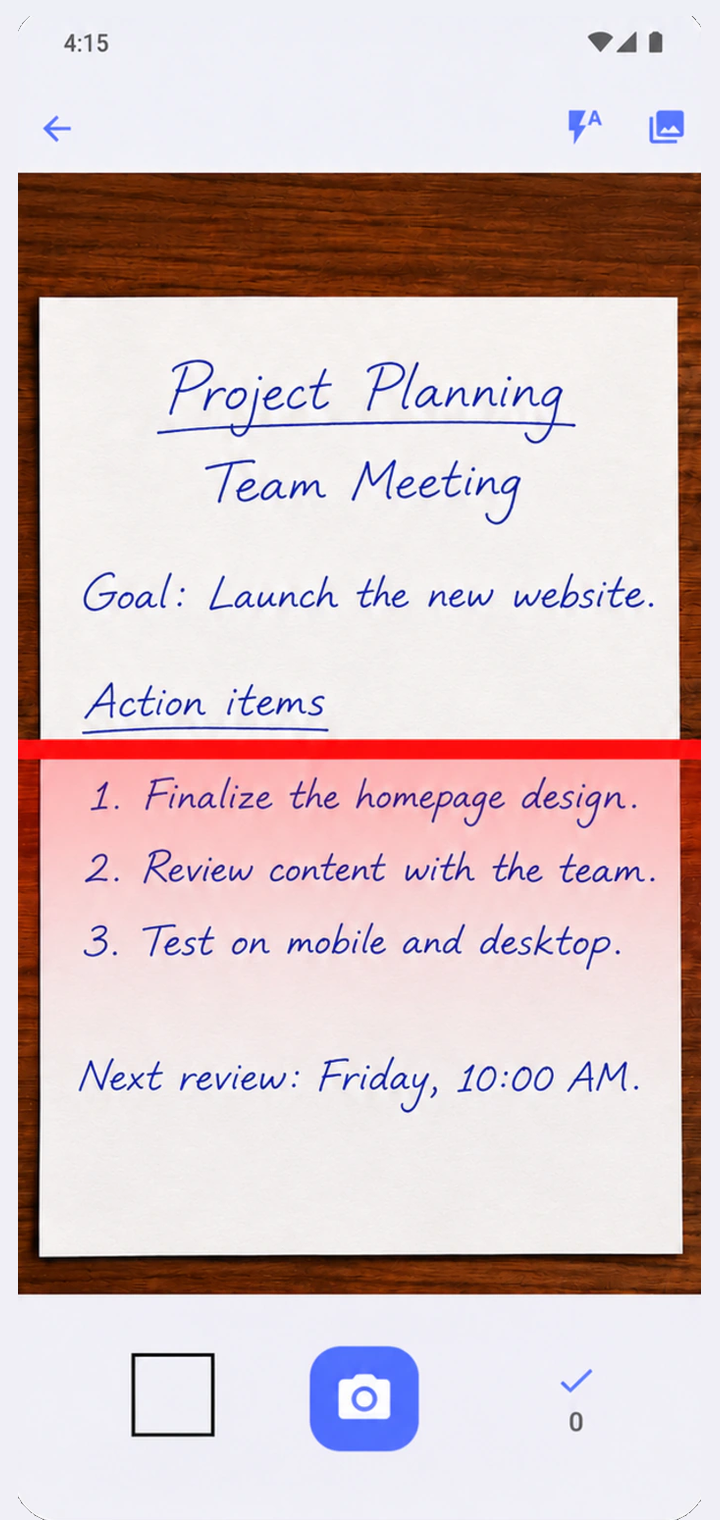 4:15
A
Project Planning
Team Meeting
Goal: Launch the new website.
Action items
1. Finalize the homepage design.
2. Review content with the team.
3. Test on mobile and desktop.
Next review: Friday, 10:00 AM.
0